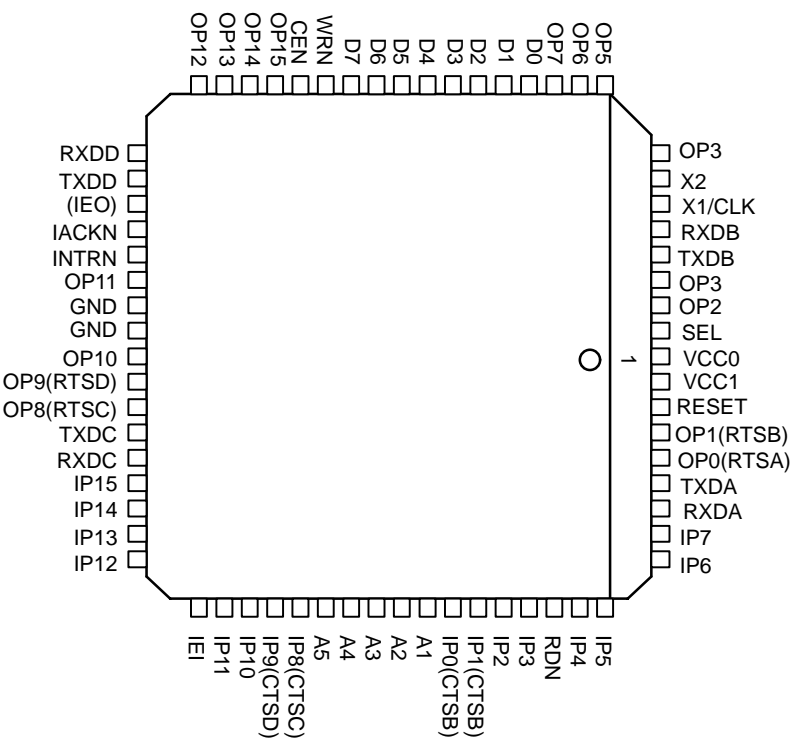 OP12
OP13
OP14
OP15
CEN
WRN
D7
D6
D5
D4
D3
D2
D1
D0
OP7
OP6
OP5
RXDD
TXDD
(IEO)
IACKN
INTRN
OP11
GND
GND
OP10
OP9(RTSD)
OP8(RTSC)
TXDC
RXDC
IP15
IP14
IP13
IP12
1
OP3
X2
X1/CLK
RXDB
TXDB
OP3
OP2
SEL
VCC0
VCC1
RESET
OP1(RTSB)
OP0(RTSA)
TXDA
RXDA
IP7
IP6
IEI
IP11
IP10
IP9(CTSD)
IP8(CTSC)
A5
A4
A3
A2
A1
IP0(CTSB)
IP1(CTSB)
IP2
IP3
RDN
IP4
IP5